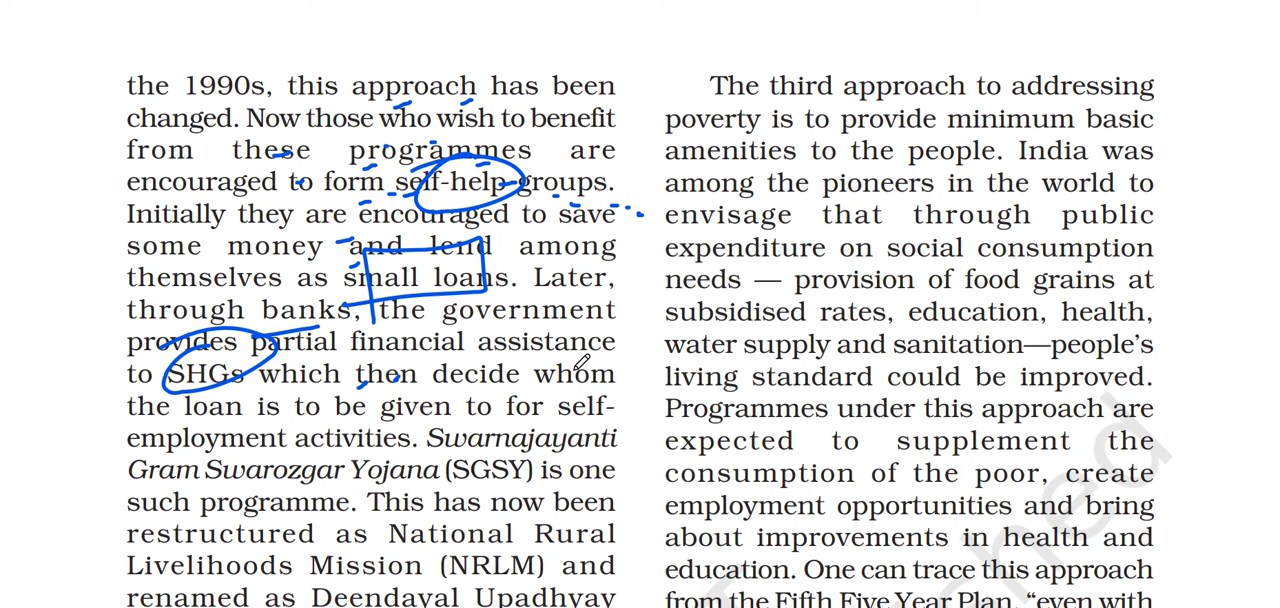 the 1990s, this approach has been
changed. Now those who wish to benefit
from these programmes are
encouraged to form self-help groups.
Initially they are encouraged to save
some money and lend among
themselves as small loans. Later,
through banks, the government
provides partial financial assistance
to SHGs which then decide whom
the loan is to be given to for self-
employment activities. Swarnajayanti
Gram Swarozgar Yojana (SGSY) is one
such programme. This has now been
restructured as National Rural
Livelihoods Mission (NRLM) and
renamed as Deendayal Upadhyay
The third approach to addressing
poverty is to provide minimum basic
amenities to the people. India was
among the pioneers in the world to
envisage that through public
expenditure on social consumption
needs — provision of food grains at
subsidised rates, education, health,
water supply and sanitation—people's
living standard could be improved.
Programmes under this approach are
expected to supplement the
consumption of the poor, create
employment opportunities and bring
about improvements in health and
education. One can trace this approach
from the Fifth Five Year Plan, “even with